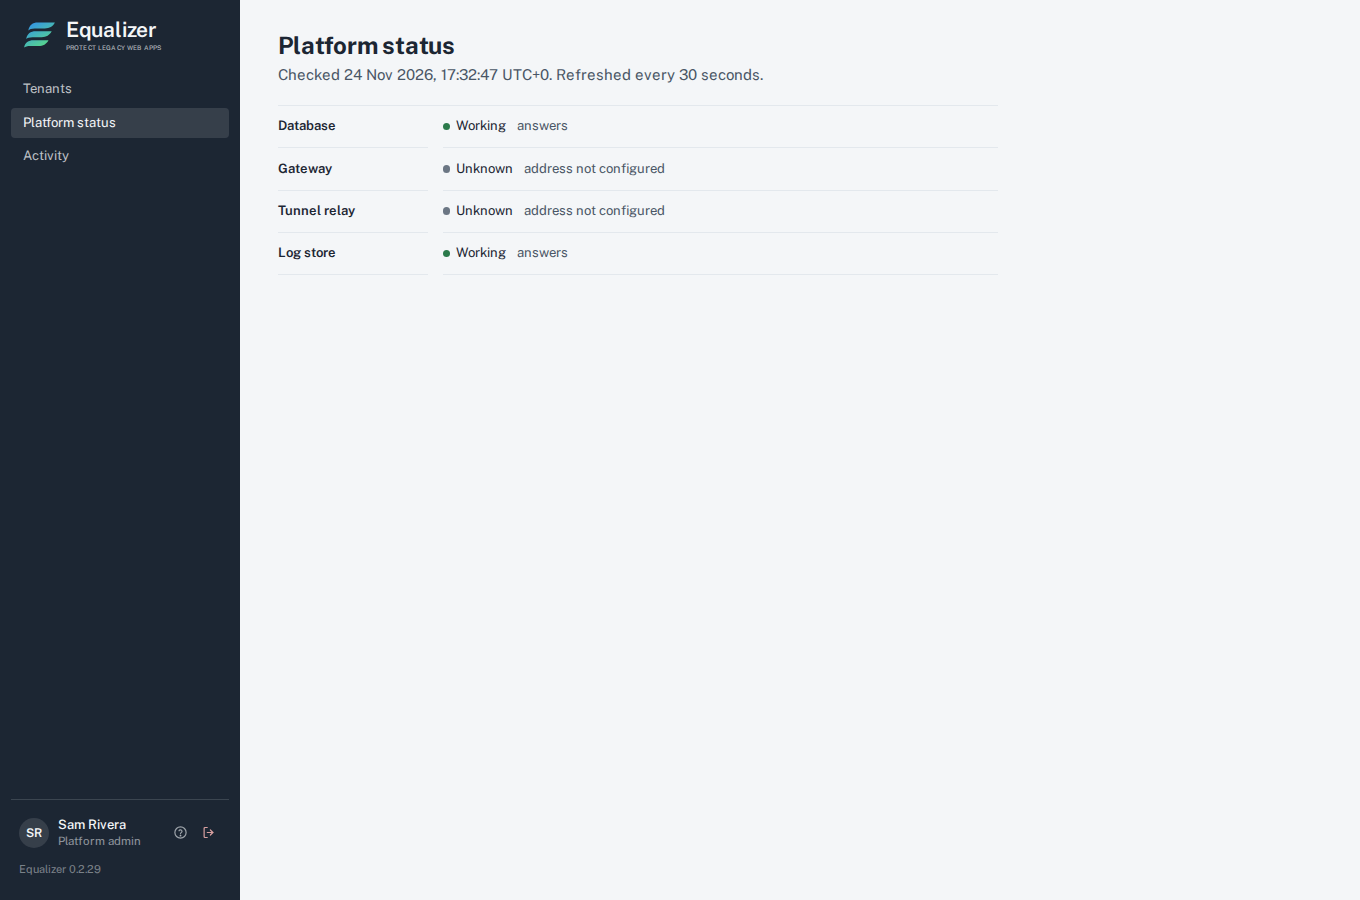 Equalizer
PROTECT LEGACY WEB APPS
Tenants
Platform status
Activity
Platform status
Checked 24 Nov 2026, 17:32:47 UTC+0. Refreshed every 30 seconds.
Database Working answers
Gateway Unknown address not configured
Tunnel relay Unknown address not configured
Log store Working answers
SR Sam Rivera
Platform admin
Equalizer 0.2.29